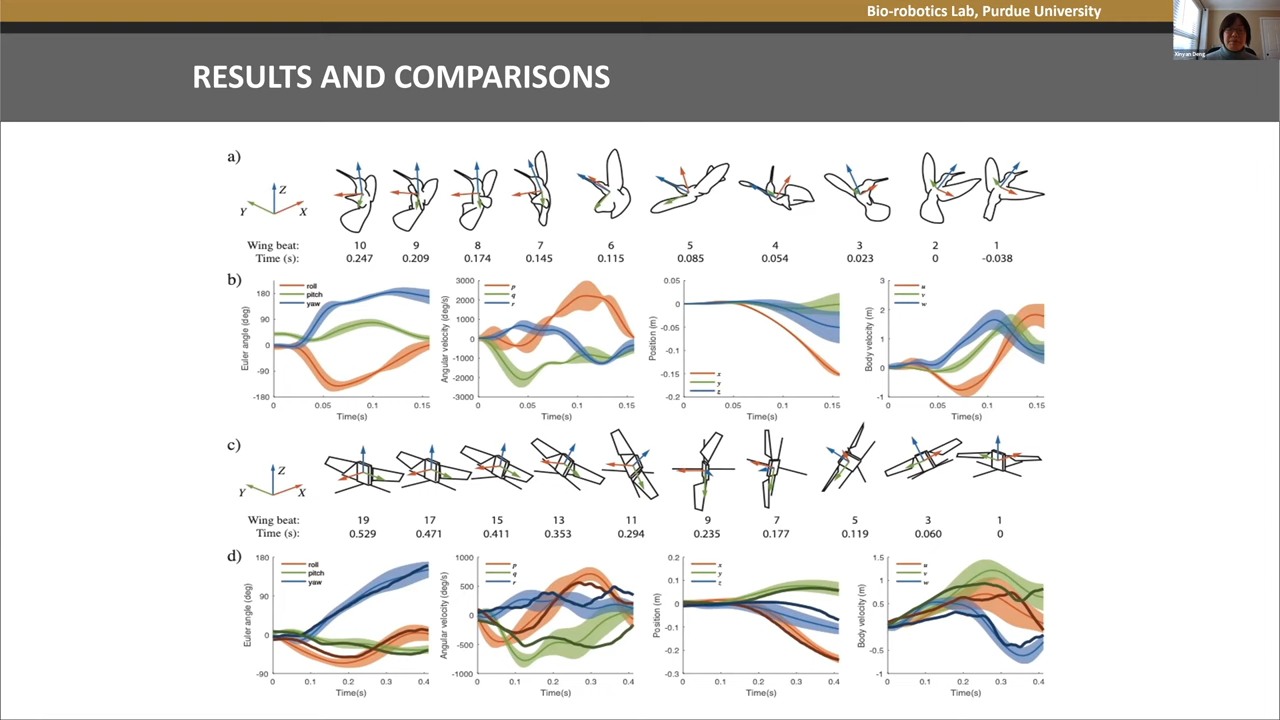 Bio-robotics Lab, Purdue University
Xinyan Deng
RESULTS AND COMPARISONS
a)
Z
Y X
Wing beat: 10 9 8 7 6 5 4 3 2 1
Time (s): 0.247 0.209 0.174 0.145 0.115 0.085 0.054 0.023 0 -0.038
b)
Euler angle (deg)
180
90
0
-90
-180
roll
pitch
yaw
0 0.05 0.1 0.15
Time(s)
Angular velocity (deg/s)
3000
2000
1000
0
-1000
-2000
-3000
p
q
r
0 0.05 0.1 0.15
Time(s)
Position (m)
0.05
0
-0.05
-0.1
-0.15
-0.2
x
y
z
0 0.05 0.1 0.15
Time(s)
Body velocity (m)
3
2
1
0
-1
u
v
w
0 0.05 0.1 0.15
Time(s)
c)
Z
Y X
Wing beat: 19 17 15 13 11 9 7 5 3 1
Time (s): 0.529 0.471 0.411 0.353 0.294 0.235 0.177 0.119 0.060 0
d)
Euler angle (deg)
180
90
0
-90
roll
pitch
yaw
0 0.1 0.2 0.3 0.4
Time(s)
Angular velocity (deg/s)
1000
500
0
-500
-1000
p
q
r
0 0.1 0.2 0.3 0.4
Time(s)
Position (m)
0.2
0.1
0
-0.1
-0.2
-0.3
x
y
z
0 0.1 0.2 0.3 0.4
Time(s)
Body velocity (m)
1.5
1
0.5
0
-0.5
-1
u
v
w
0 0.1 0.2 0.3 0.4
Time(s)